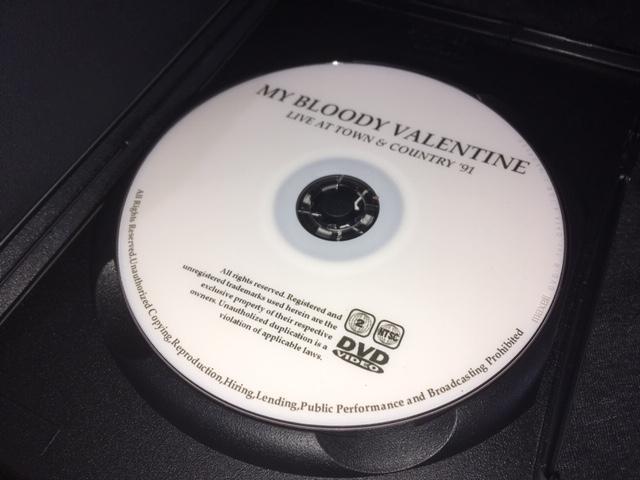 MY BLOODY VALENTINE
LIVE AT TOWN & COUNTRY '91
All rights reserved. Registered and
unregistered trademarks used herein are the
exclusive property of their respective
owners. Unautholized duplication is a
violation of applicable laws.
2
NTSC
DVD
VIDEO
All Rights Reserved.Unauthorized Copying,Reproduction,Hiring,Lending,Public Performance and Broadcasting Prohibited